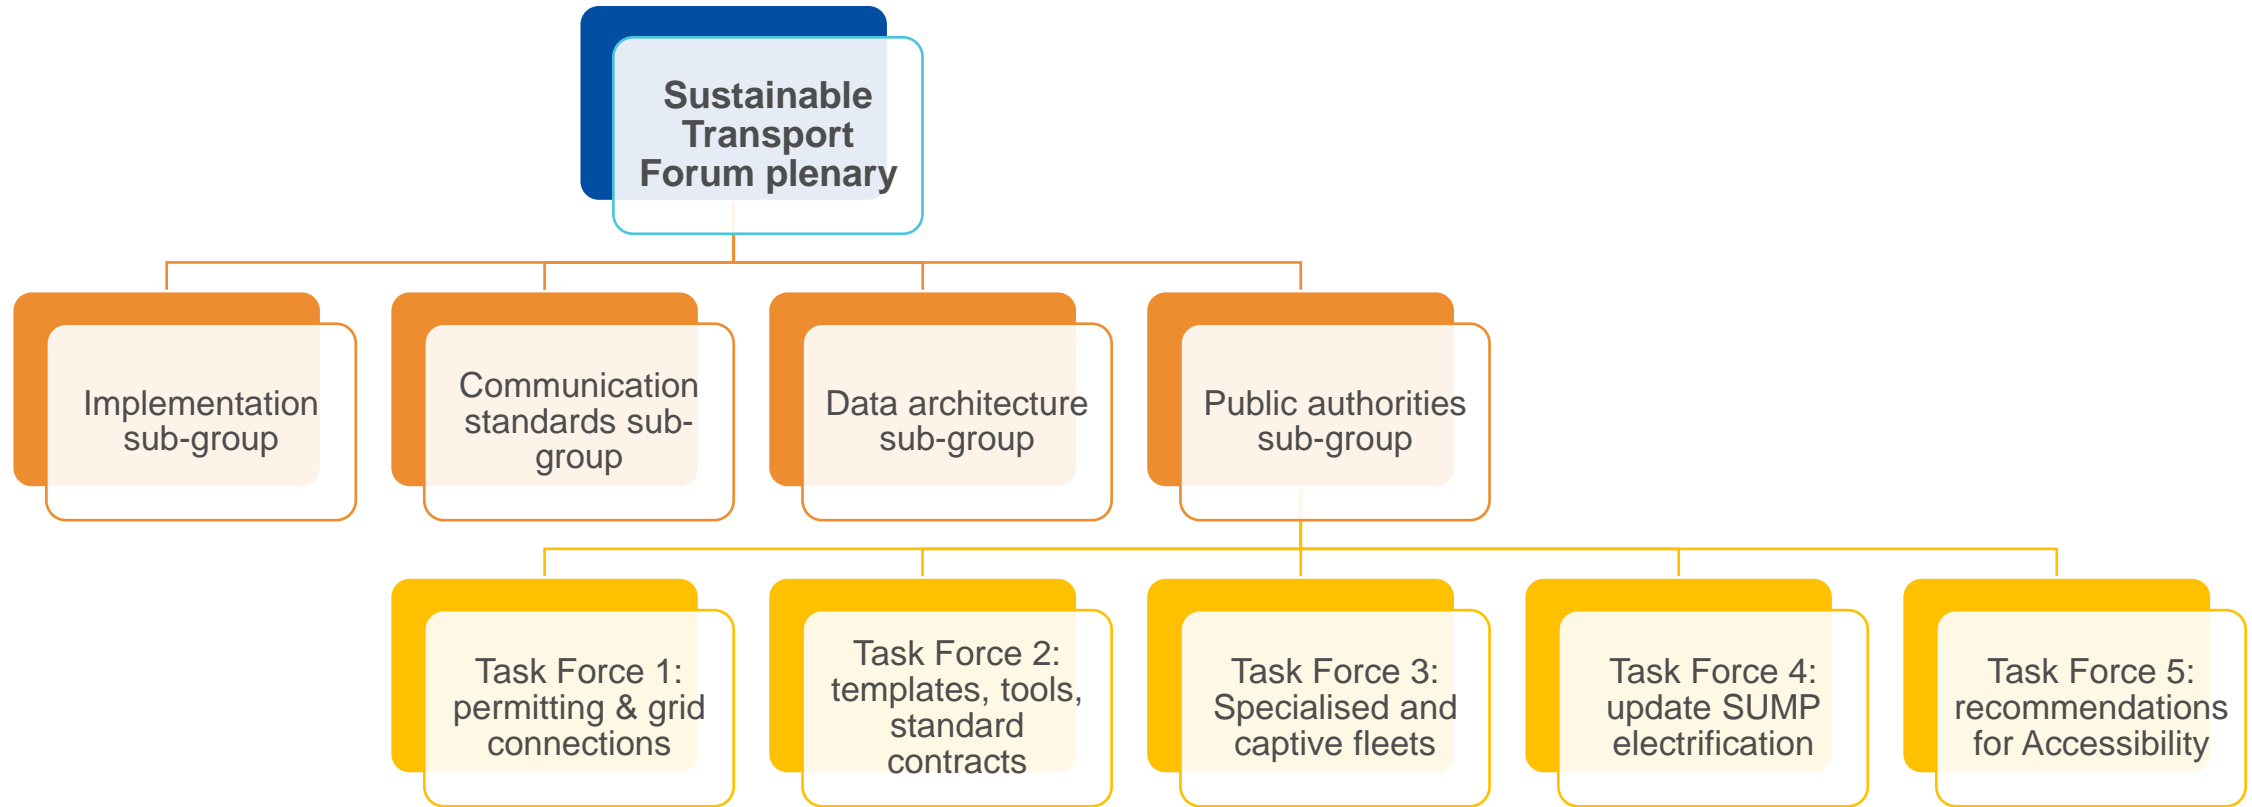 Sustainable
Transport
Forum plenary
Implementation
sub-group
Communication
standards sub-
group
Data architecture
sub-group
Public authorities
sub-group
Task Force 1:
permitting & grid
connections
Task Force 2:
templates, tools,
standard
contracts
Task Force 3:
Specialised and
captive fleets
Task Force 4:
update SUMP
electrification
Task Force 5:
recommendations
for Accessibility